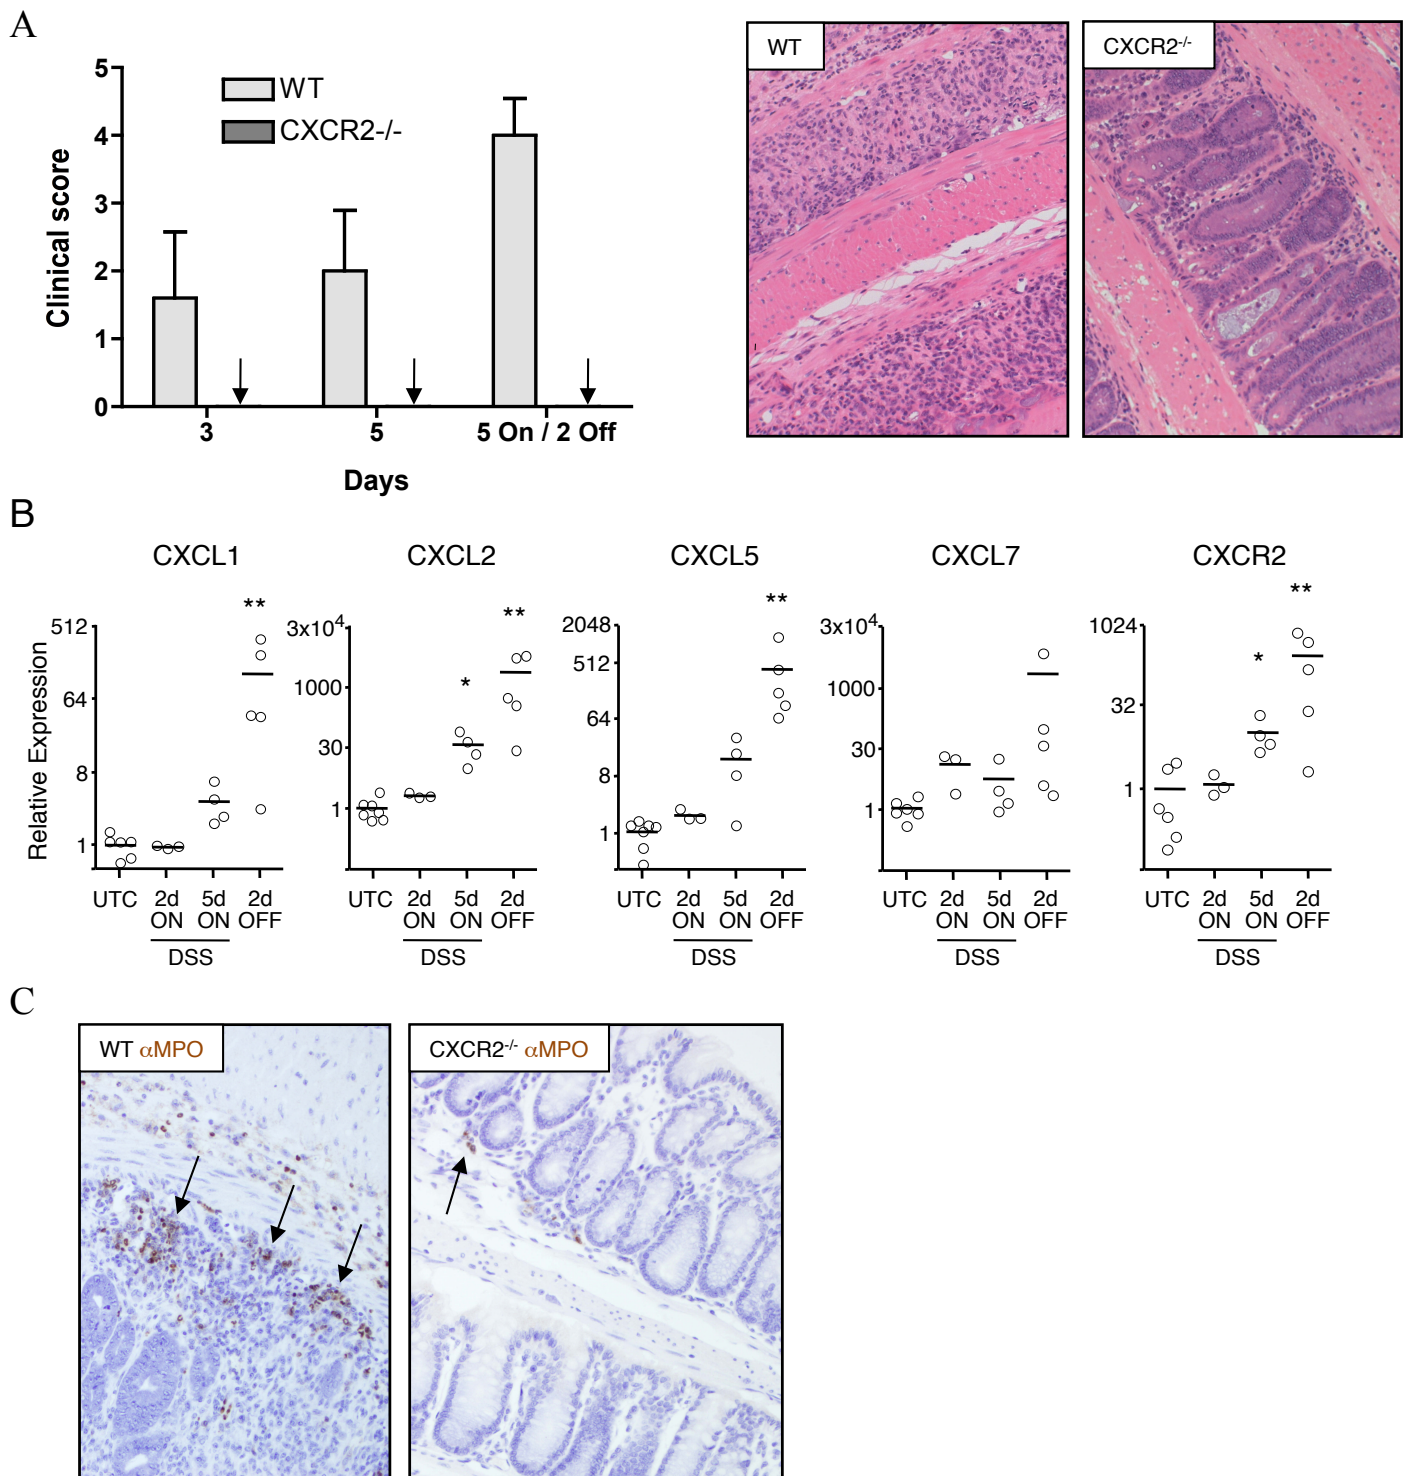 A
5
4
3
2
1
0
Clinical score
WT
CXCR2-/-
3 5 5 On / 2 Off
Days
WT
CXCR2-/-
B
CXCL1 CXCL2 CXCL5 CXCL7 CXCR2
Relative Expression
512
64
8
1
**
UTC 2d ON 5d ON 2d OFF
DSS
3x10⁴
1000
30
1
*
**
UTC 2d ON 5d ON 2d OFF
DSS
2048
512
64
8
1
**
UTC 2d ON 5d ON 2d OFF
DSS
3x10⁴
1000
30
1
UTC 2d ON 5d ON 2d OFF
DSS
1024
32
1
*
**
UTC 2d ON 5d ON 2d OFF
DSS
C
WT αMPO
CXCR2-/- αMPO